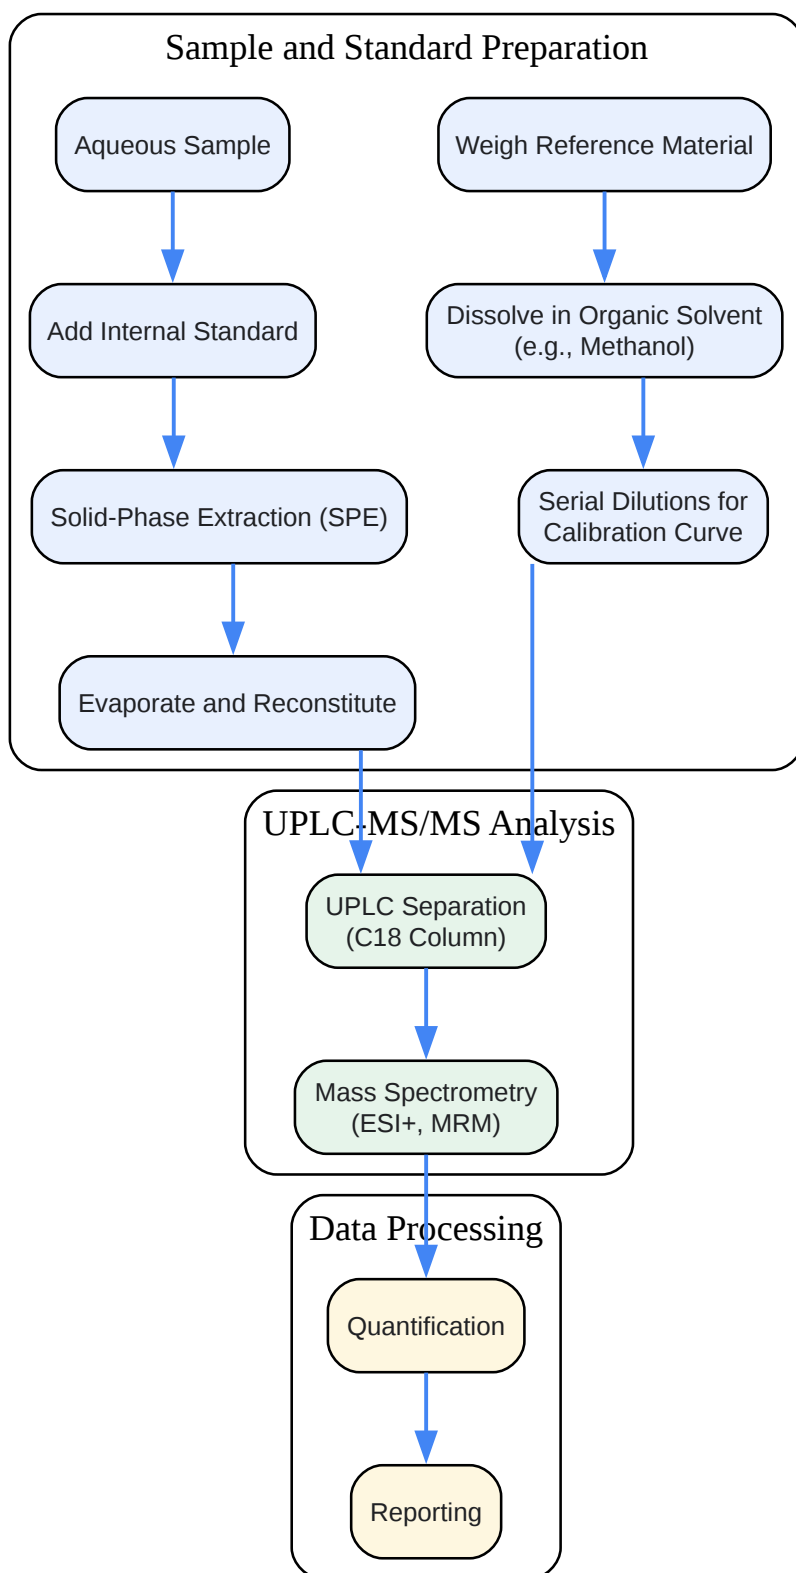 Sample and Standard Preparation
Aqueous Sample
Weigh Reference Material
Add Internal Standard
Dissolve in Organic Solvent
(e.g., Methanol)
Solid-Phase Extraction (SPE)
Serial Dilutions for
Calibration Curve
Evaporate and Reconstitute
UPLC-MS/MS Analysis
UPLC Separation
(C18 Column)
Mass Spectrometry
(ESI+, MRM)
Data Processing
Quantification
Reporting